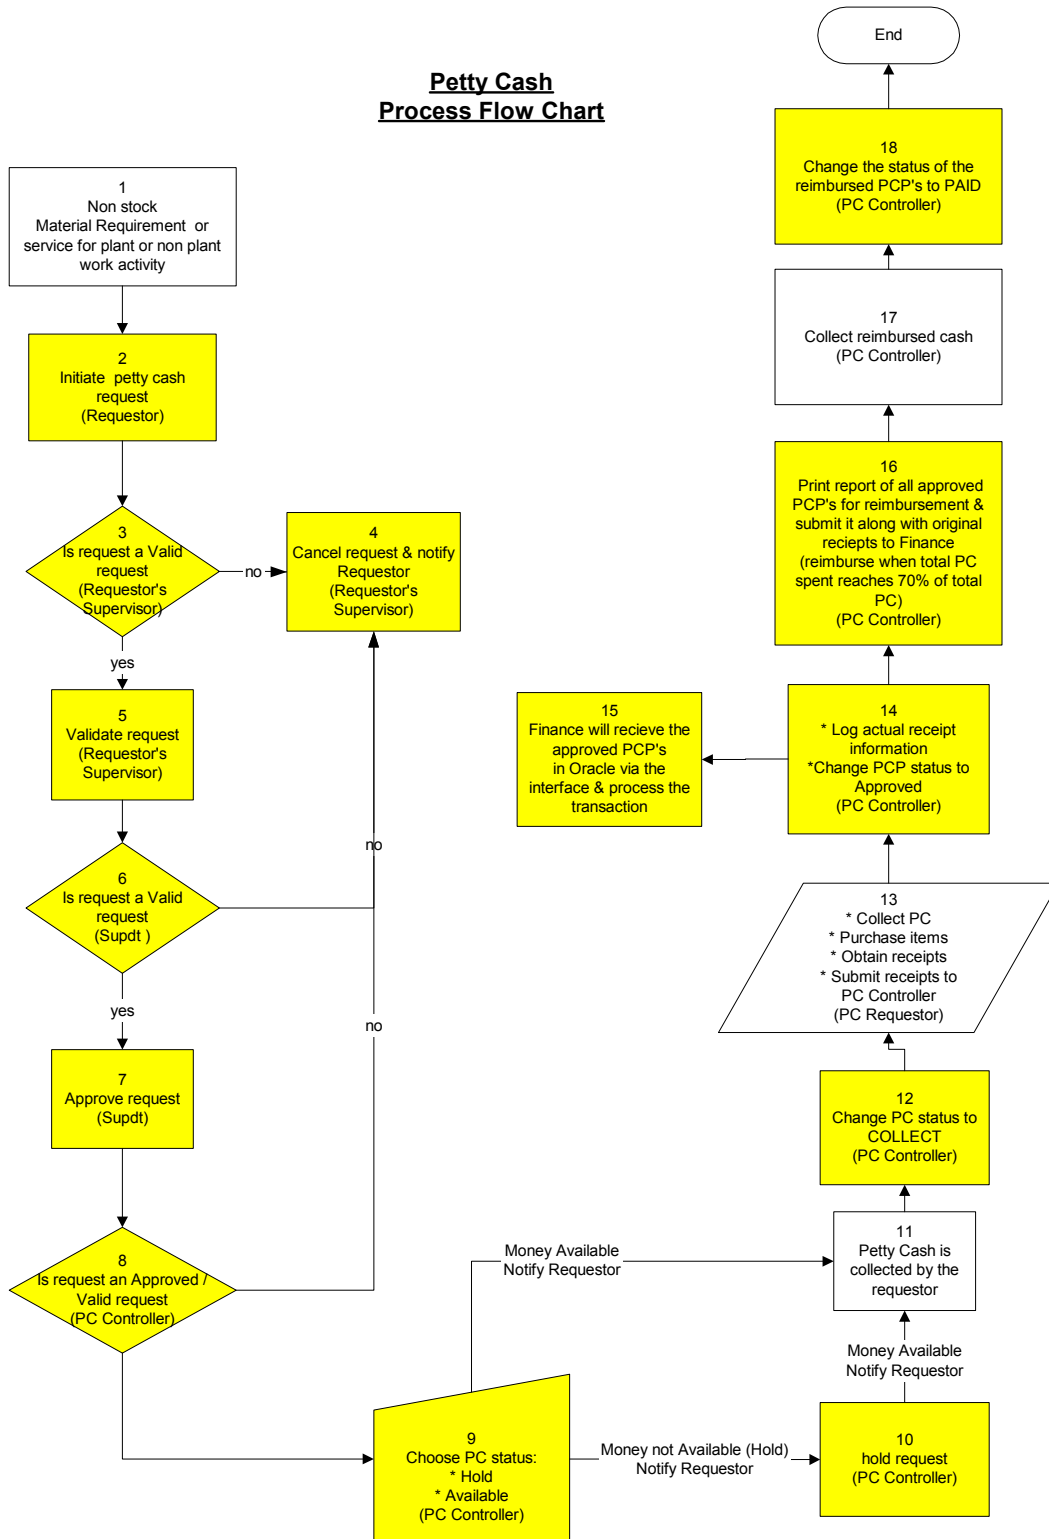 Petty Cash
Process Flow Chart
1
Non stock
Material Requirement or
service for plant or non plant
work activity
2
Initiate petty cash
request
(Requestor)
3
Is request a Valid
request
(Requestor's
Supervisor)
no
4
Cancel request & notify
Requestor
(Requestor's
Supervisor)
yes
5
Validate request
(Requestor's
Supervisor)
6
Is request a Valid
request
(Supdt )
no
yes
7
Approve request
(Supdt)
8
Is request an Approved /
Valid request
(PC Controller)
no
9
Choose PC status:
* Hold
* Available
(PC Controller)
Money Available
Notify Requestor
Money not Available (Hold)
Notify Requestor
10
hold request
(PC Controller)
Money Available
Notify Requestor
11
Petty Cash is
collected by the
requestor
12
Change PC status to
COLLECT
(PC Controller)
13
* Collect PC
* Purchase items
* Obtain receipts
* Submit receipts to
PC Controller
(PC Requestor)
14
* Log actual receipt
information
*Change PCP status to
Approved
(PC Controller)
15
Finance will recieve the
approved PCP's
in Oracle via the
interface & process the
transaction
16
Print report of all approved
PCP's for reimbursement &
submit it along with original
reciepts to Finance
(reimburse when total PC
spent reaches 70% of total
PC)
(PC Controller)
17
Collect reimbursed cash
(PC Controller)
18
Change the status of the
reimbursed PCP's to PAID
(PC Controller)
End